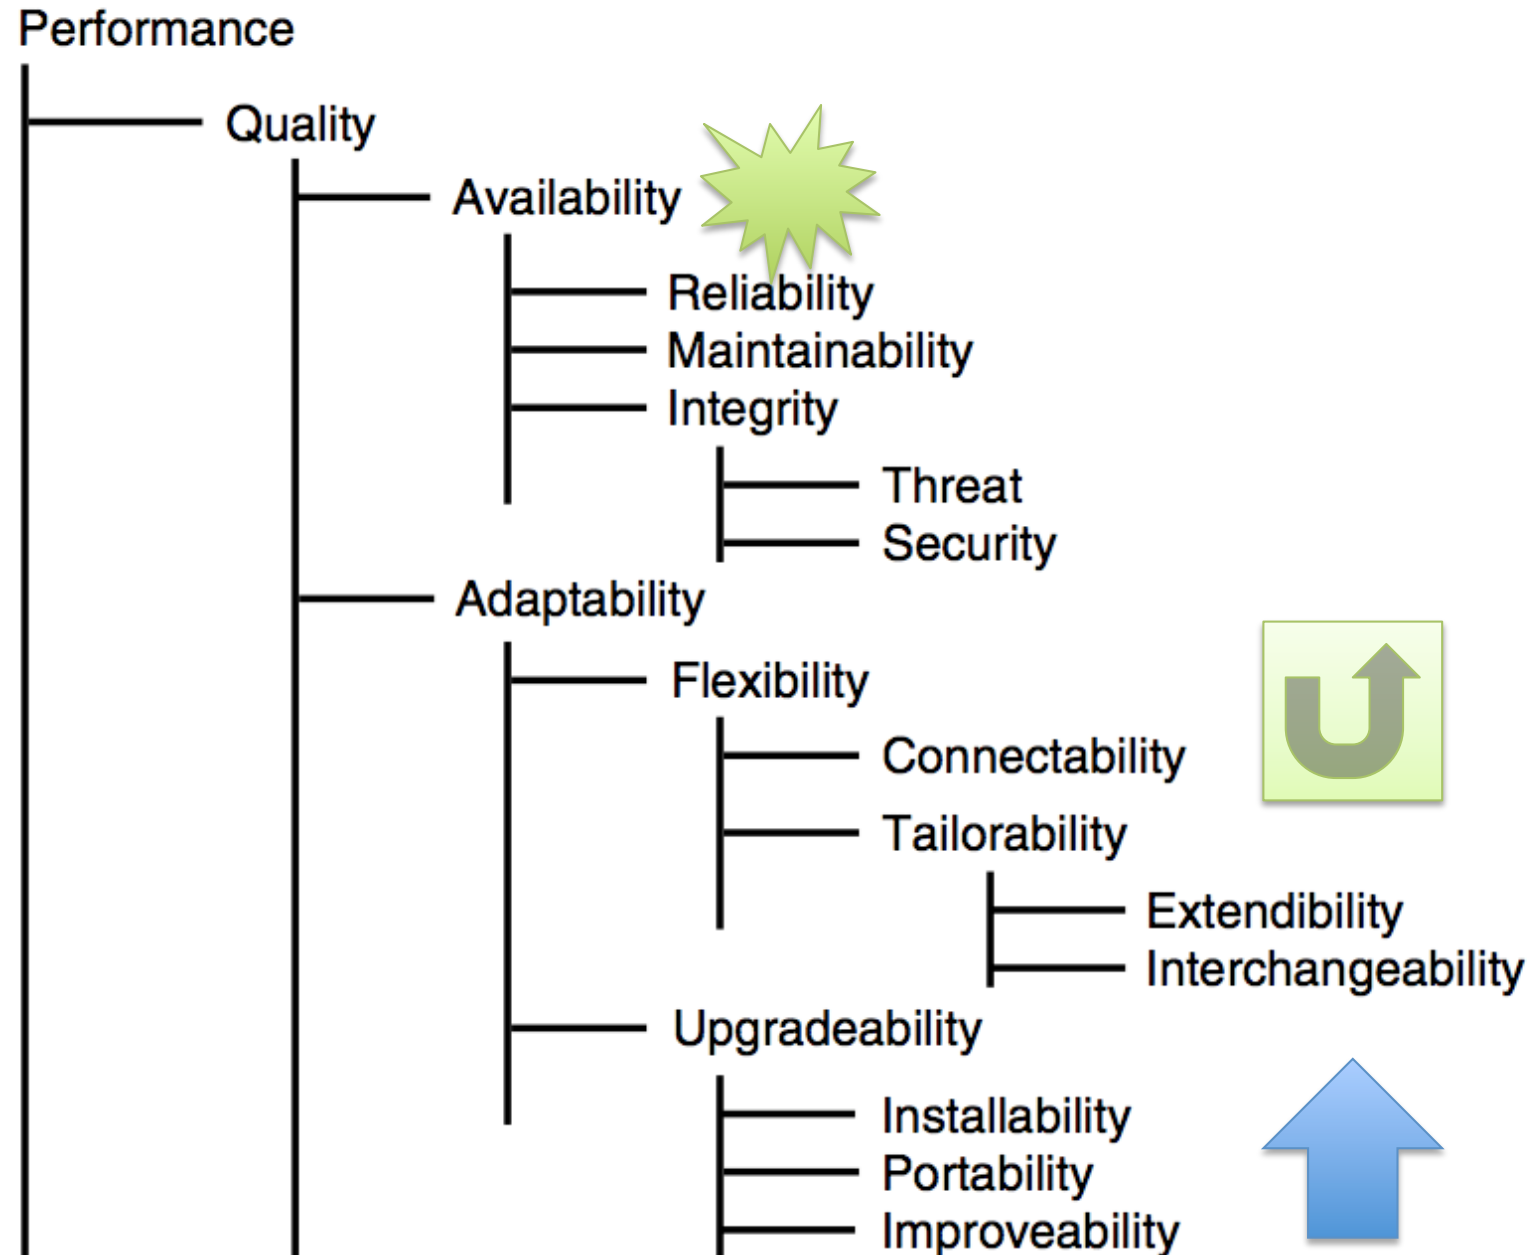 Performance
Quality
Availability
Reliability
Maintainability
Integrity
Threat
Security
Adaptability
Flexibility
Connectability
Tailorability
Extendibility
Interchangeability
Upgradeability
Installability
Portability
Improveability